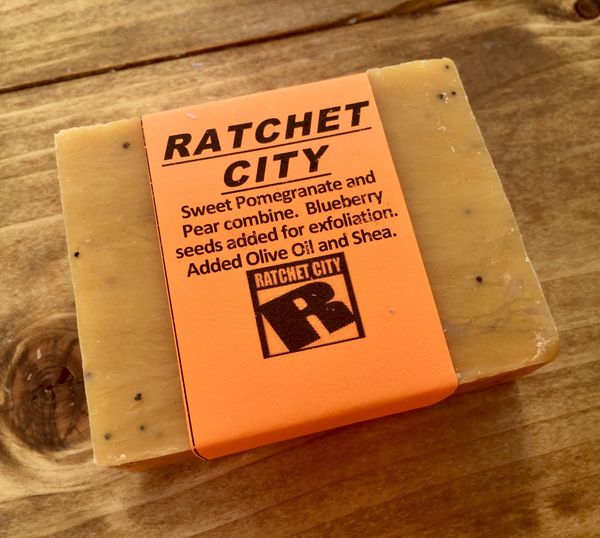 RATCHET
CITY
Sweet Pomegranate and
Pear combine.  Blueberry
seeds added for exfoliation.
Added Olive Oil and Shea.
RATCHET CITY
R